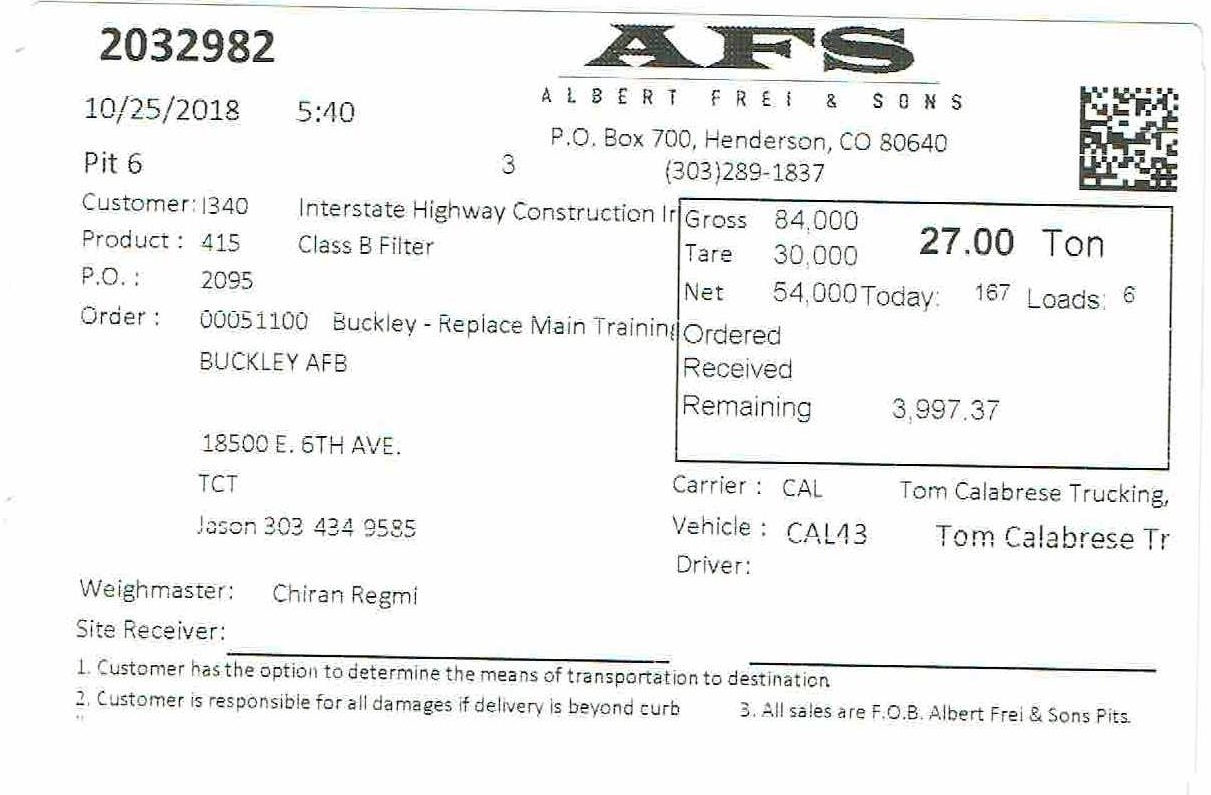 2032982
AFS
ALBERT FREI & SONS
10/25/2018 5:40
P.O. Box 700, Henderson, CO 80640
Pit 6 3 (303)289-1837
Customer: I340 Interstate Highway Construction Ir
Product : 415 Class B Filter
P.O. : 2095
Order : 00051100 Buckley - Replace Main Training
BUCKLEY AFB
18500 E. 6TH AVE.
TCT
Jason 303 434 9585
Gross 84,000 27.00 Ton
Tare 30,000
Net 54,000 Today: 167 Loads: 6
Ordered
Received
Remaining 3,997.37
Carrier : CAL Tom Calabrese Trucking,
Vehicle : CAL43 Tom Calabrese Tr
Driver:
Weighmaster: Chiran Regmi
Site Receiver:
1. Customer has the option to determine the means of transportation to destination
2. Customer is responsible for all damages if delivery is beyond curb 3. All sales are F.O.B. Albert Frei & Sons Pits.